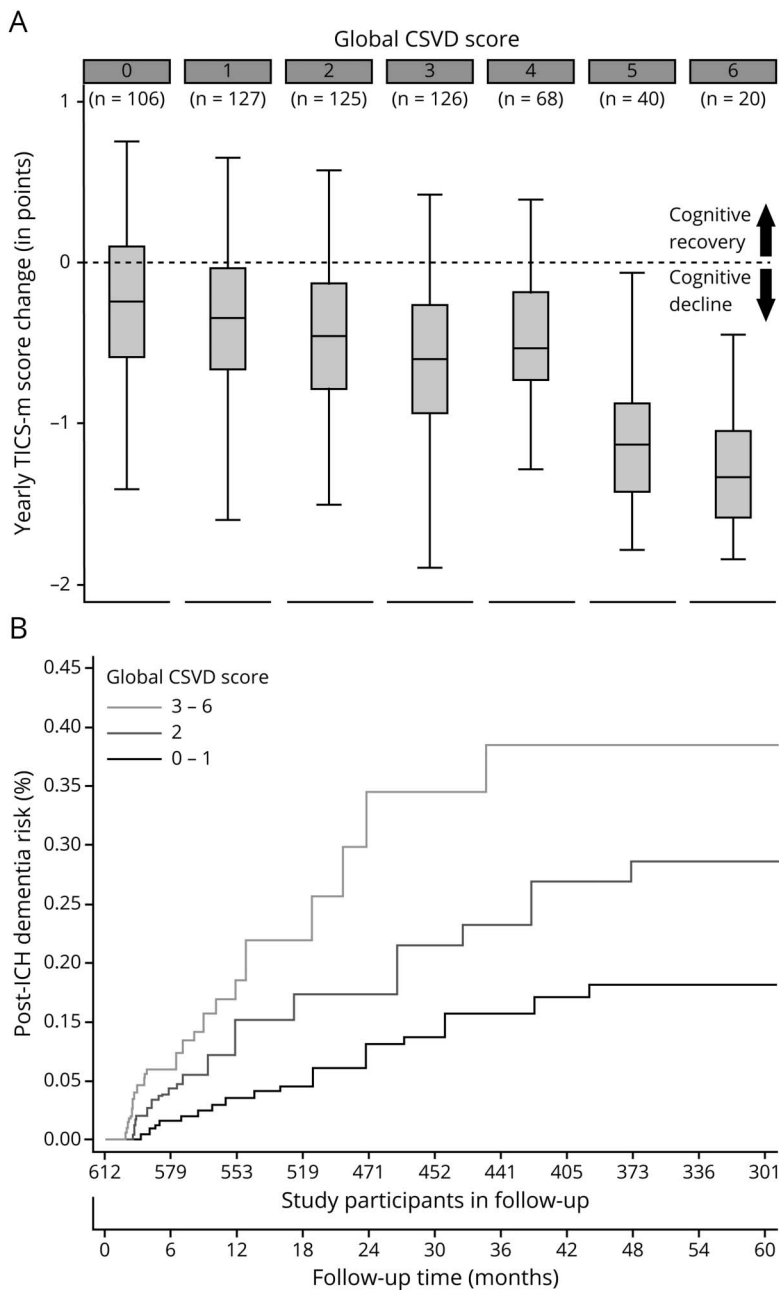 A
Global CSVD score
0 1 2 3 4 5 6
(n = 106) (n = 127) (n = 125) (n = 126) (n = 68) (n = 40) (n = 20)
Yearly TICS-m score change (in points)
1
0
–1
–2
Cognitive
recovery
Cognitive
decline
B
Post-ICH dementia risk (%)
0.45
0.40
0.35
0.30
0.25
0.20
0.15
0.05
0.00
Global CSVD score
3 – 6
2
0 – 1
612 579 553 519 471 452 441 405 373 336 301
Study participants in follow-up
0 6 12 18 24 30 36 42 48 54 60
Follow-up time (months)